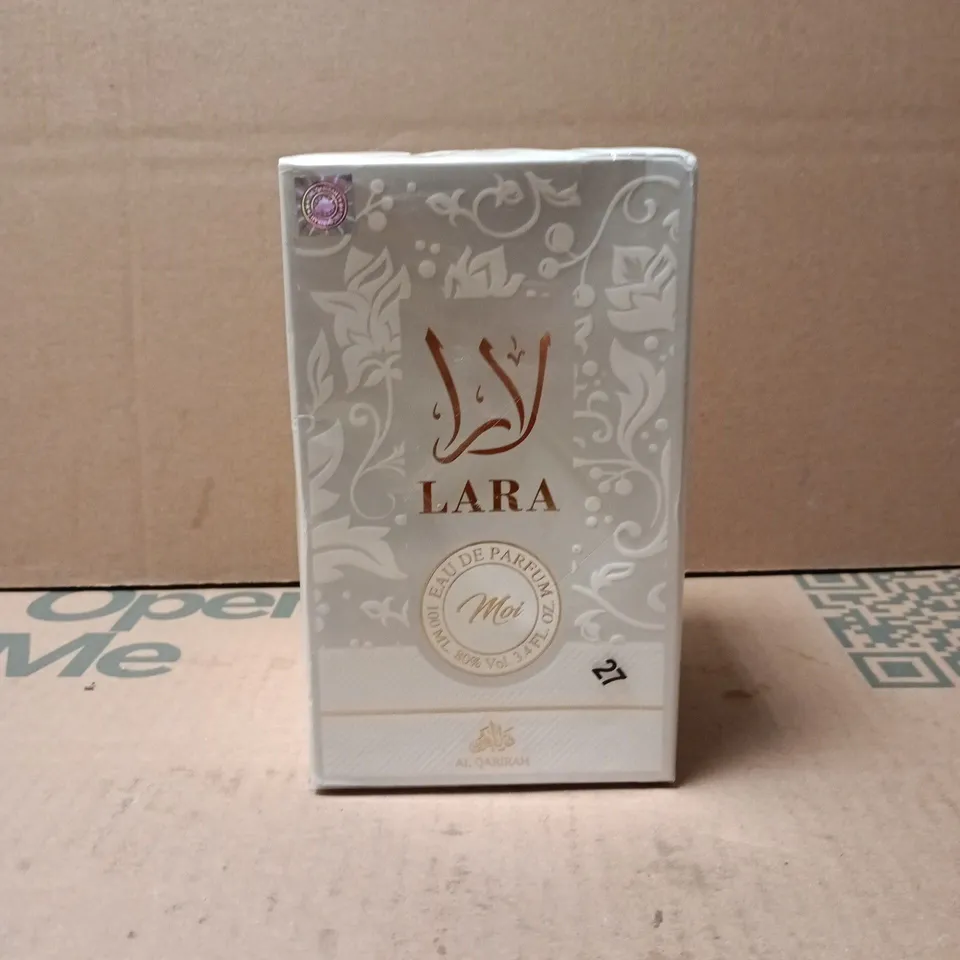 لارا
LARA
EAU DE PARFUM
Moi
100 ML. 80% Vol. 3.4 FL. OZ.
27
AL QABIRAH
Open
Me